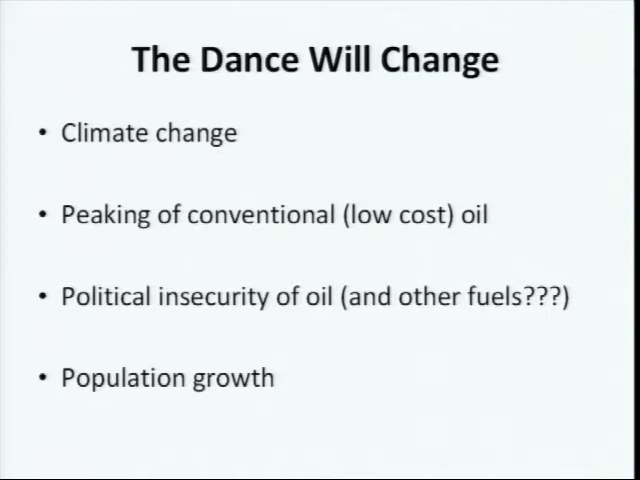 The Dance Will Change
• Climate change
• Peaking of conventional (low cost) oil
• Political insecurity of oil (and other fuels???)
• Population growth